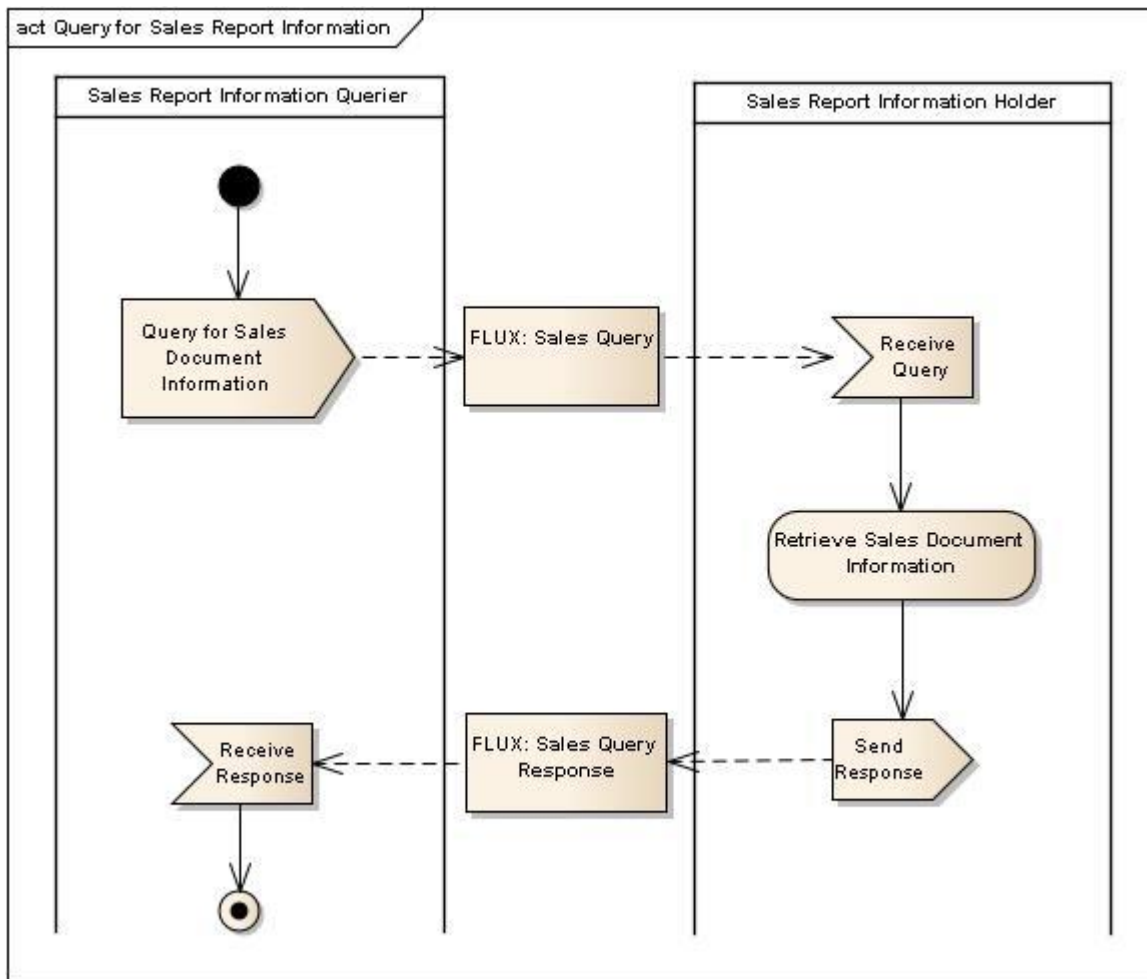 act Query for Sales Report Information
Sales Report Information Querier
Sales Report Information Holder
Query for Sales
Document
Information
FLUX: Sales Query
Receive
Query
Retrieve Sales Document
Information
Send
Response
FLUX: Sales Query
Response
Receive
Response